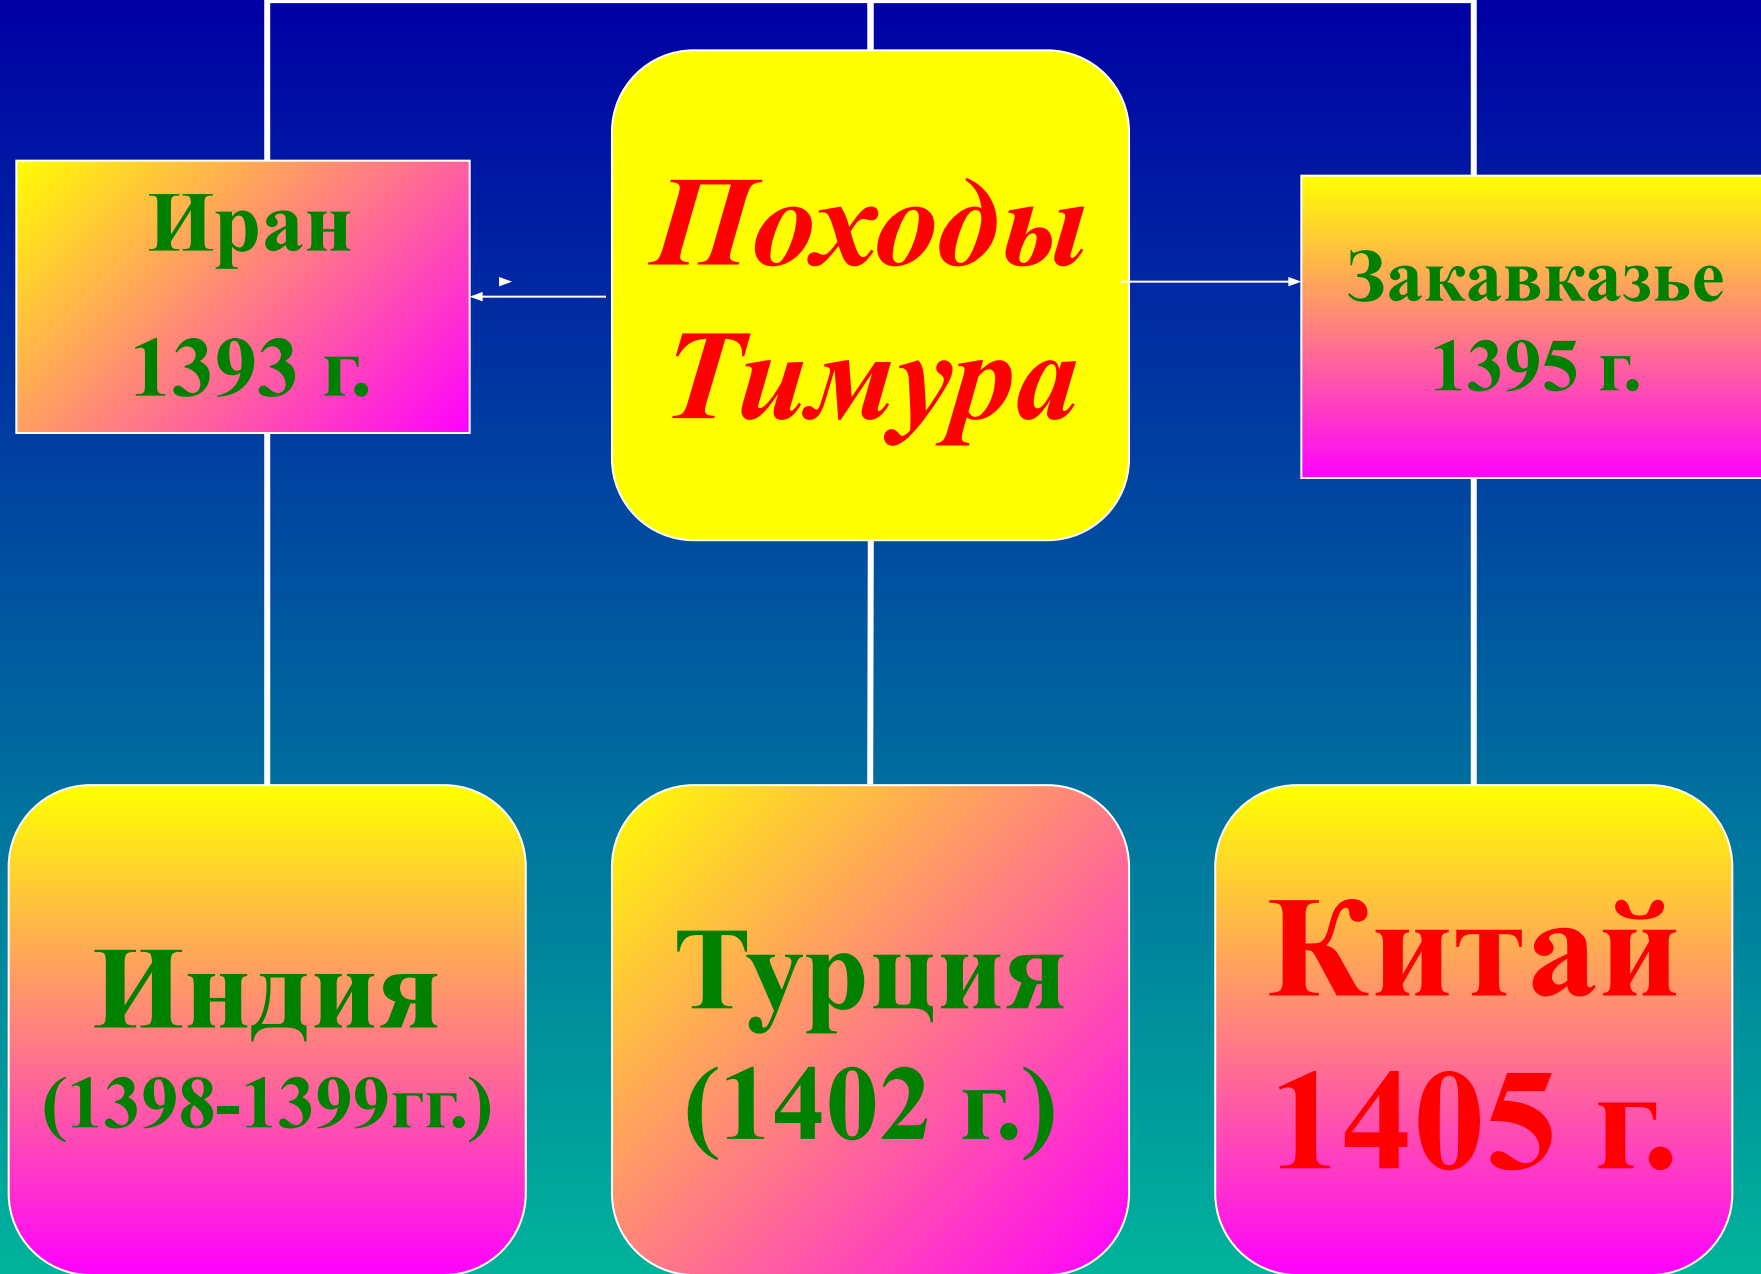 Иран
1393 г.
Походы
Тимура
Закавказье
1395 г.
Индия
(1398-1399гг.)
Турция
(1402 г.)
Китай
1405 г.